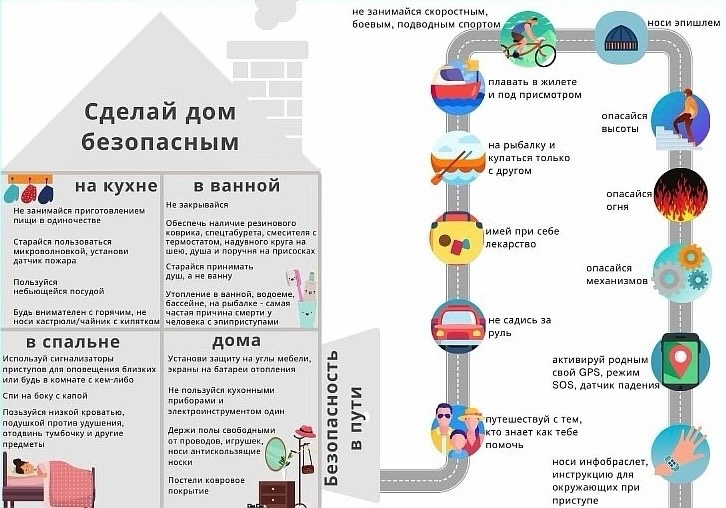 Сделай дом
безопасным
на кухне
Не занимайся приготовлением
пищи в одиночестве
Старайся пользоваться
микроволновкой, установи
датчик пожара
Пользуйся
небьющейся посудой
Будь внимателен с горячим, не
носи кастрюли/чайник с кипятком
в ванной
Не закрывайся
Обеспечь наличие резинового
коврика, спецтабурета, смесителя с
термостатом, надувного круга на
шею, душа и поручня на присосках
Старайся принимать
душ, а не ванну
Утопление в ванной, водоеме,
бассейне, на рыбалке - самая
частая причина смерти у
человека с эпиприступами
в спальне
Используй сигнализаторы
приступов для оповещения близких
или будь в комнате с кем-либо
Спи на боку с капой
Позьзуйся низкой кроватью,
подушкой против удушения,
отодвинь тумбочку и другие
предметы
дома
Установи защиту на углы мебели,
экраны на батареи отопления
Не пользуйся кухонными
приборами и
электроинструментом один
Держи полы свободными
от проводов, игрушек,
носи антискользящие
носки
Постели ковровое
покрытие
Безопасность
в пути
не занимайся скоростным,
боевым, подводным спортом
носи эпишлем
плавать в жилете
и под присмотром
опасайся
высоты
на рыбалку и
купаться только
с другом
опасайся
огня
имей при себе
лекарство
опасайся
механизмов
не садись за
руль
активируй родным
свой GPS, режим
SOS, датчик падения
путешествуй с тем,
кто знает как тебе
помочь
носи инфобраслет,
инструкцию для
окружающих при
приступе